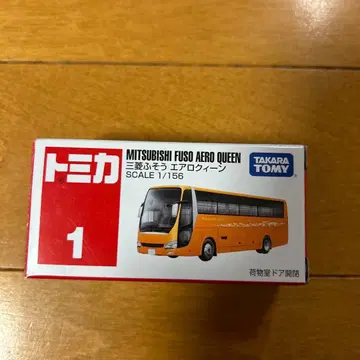 トミカ
1
MITSUBISHI FUSO AERO QUEEN
三菱ふそう エアロクィーン
SCALE 1/156
TAKARA
TOMY
荷物室ドア開閉